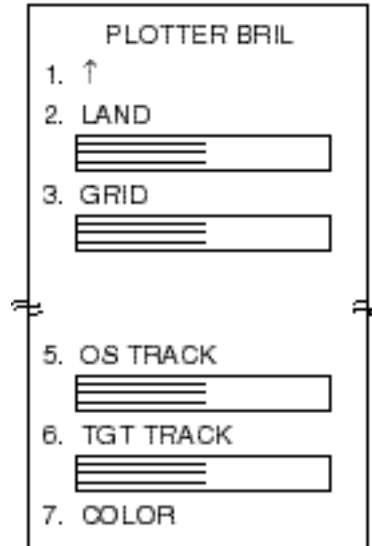 PLOTTER BRIL
1. ↑
2. LAND
3. GRID
5. OS TRACK
6. TGT TRACK
7. COLOR